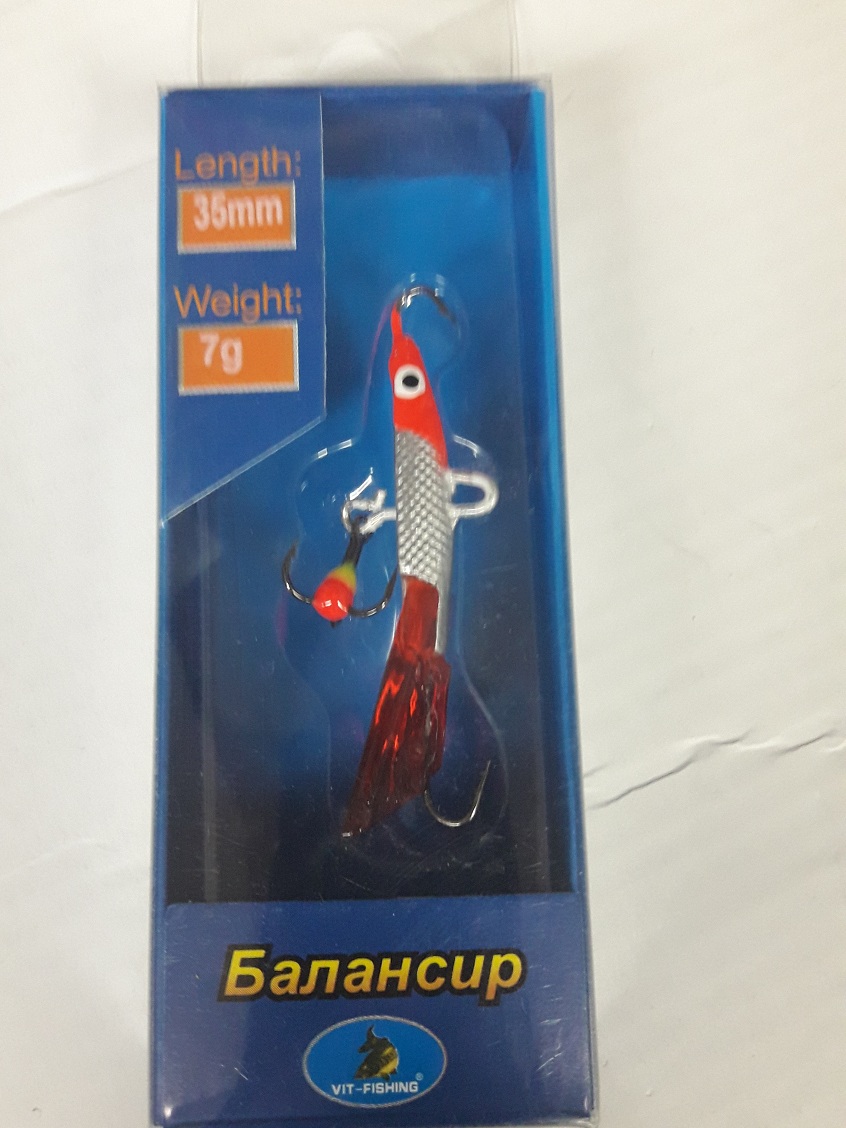 Length:
35mm
Weight:
7g
Балансир
VIT-FISHING®